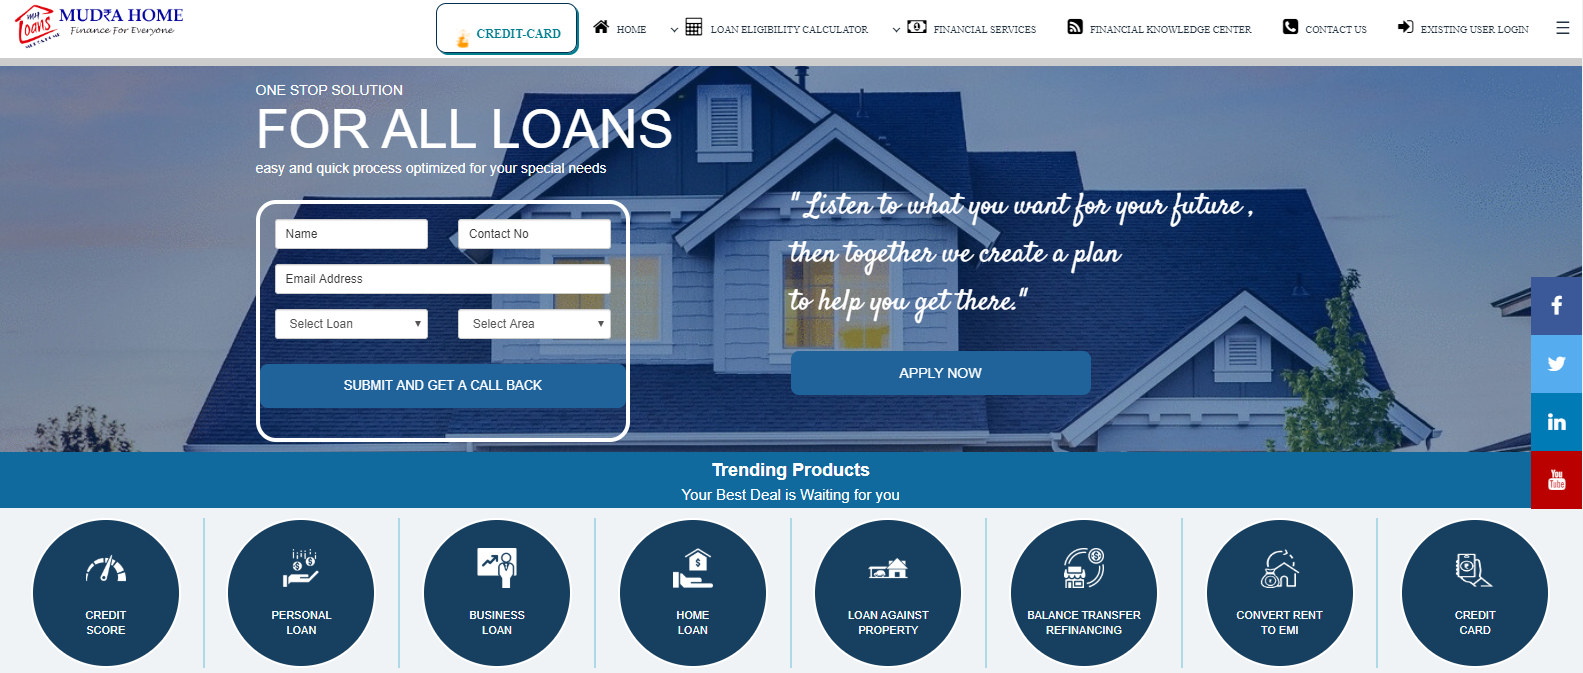 My
Loans
MUDRA HOME
Finance For Everyone
CREDIT-CARD
HOME
LOAN ELIGIBILITY CALCULATOR
FINANCIAL SERVICES
FINANCIAL KNOWLEDGE CENTER
CONTACT US
EXISTING USER LOGIN
ONE STOP SOLUTION
FOR ALL LOANS
easy and quick process optimized for your special needs
Name
Contact No
Email Address
Select Loan
Select Area
SUBMIT AND GET A CALL BACK
" Listen to what you want for your future ,
then together we create a plan
to help you get there."
APPLY NOW
f
in
You
Tube
Trending Products
Your Best Deal is Waiting for you
CREDIT
SCORE
PERSONAL
LOAN
BUSINESS
LOAN
HOME
LOAN
LOAN AGAINST
PROPERTY
BALANCE TRANSFER
REFINANCING
CONVERT RENT
TO EMI
CREDIT
CARD